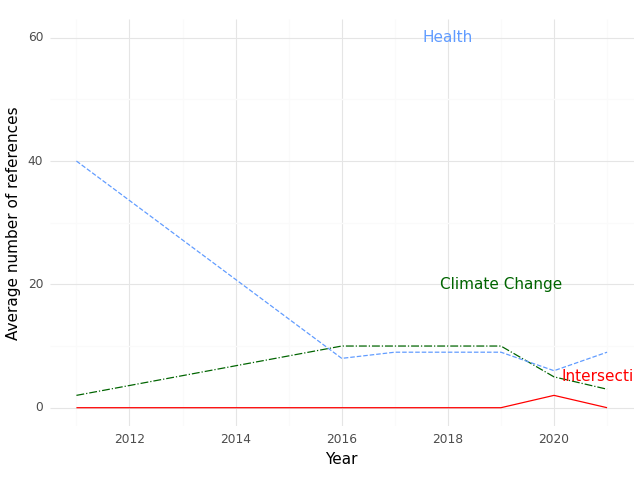 60
Health
40
Average number of references
20
Climate Change
Intersecti
0
2012 2014 2016 2018 2020
Year